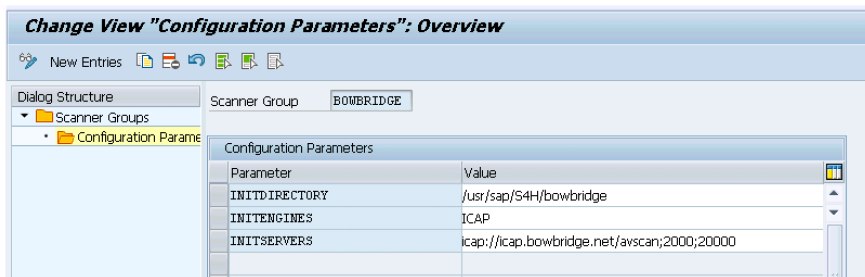 Change View "Configuration Parameters": Overview
New Entries
Dialog Structure
Scanner Groups
Configuration Parame
Scanner Group BOWBRIDGE
Configuration Parameters
Parameter Value
INITDIRECTORY /usr/sap/S4H/bowbridge
INITENGINES ICAP
INITSERVERS icap://icap.bowbridge.net/avscan;2000;20000